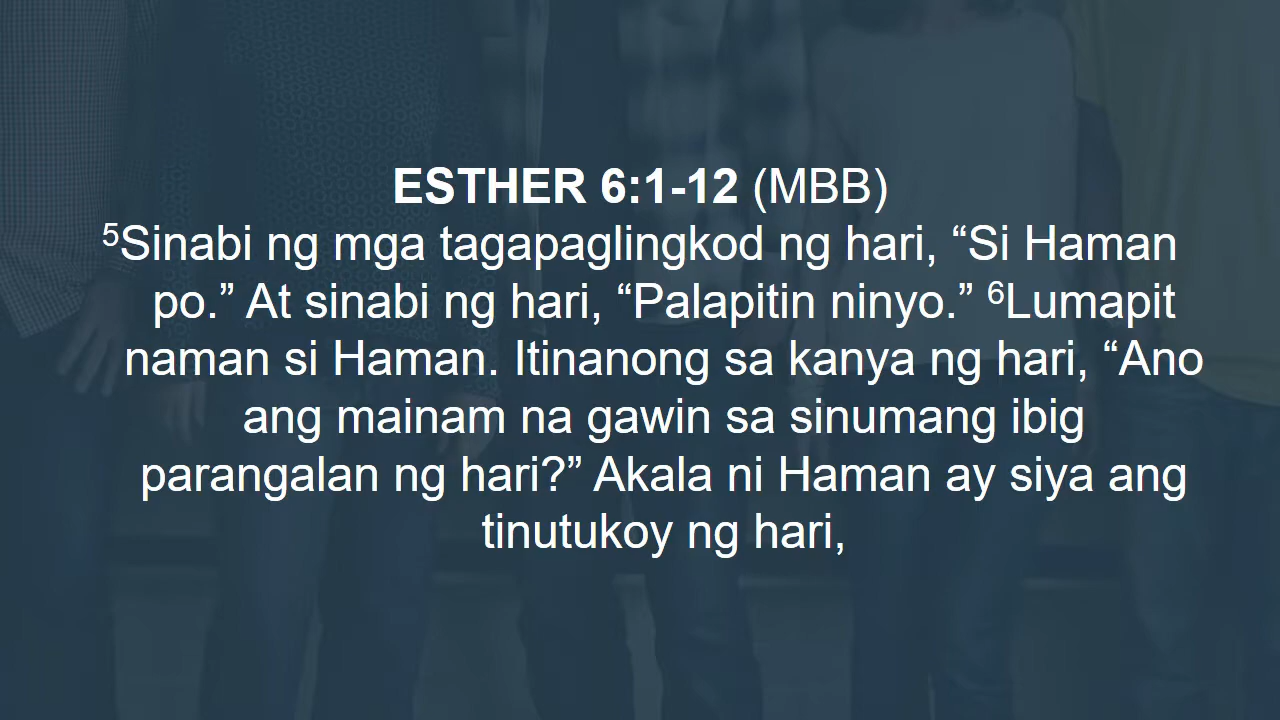 ESTHER 6:1-12 (MBB)
⁵Sinabi ng mga tagapaglingkod ng hari, “Si Haman
po.” At sinabi ng hari, “Palapitin ninyo.” ⁶Lumapit
naman si Haman. Itinanong sa kanya ng hari, “Ano
ang mainam na gawin sa sinumang ibig
parangalan ng hari?” Akala ni Haman ay siya ang
tinutukoy ng hari,